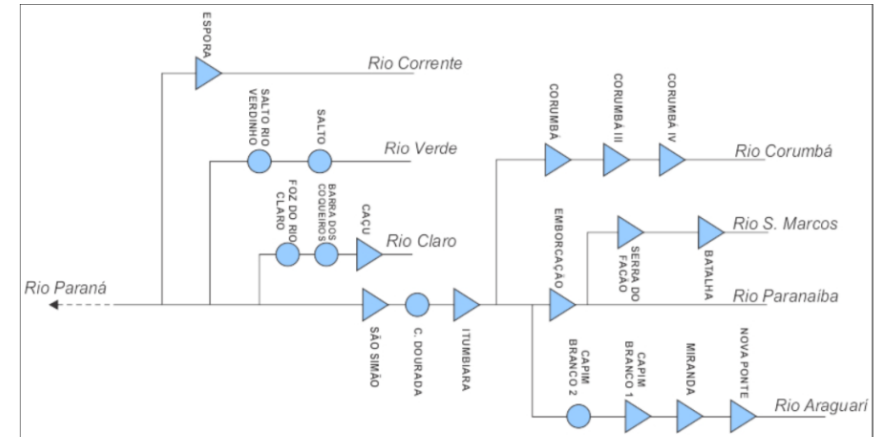 ESPORA
Rio Corrente
SALTO RIO
VERDINHO
SALTO
Rio Verde
CORUMBÁ
CORUMBÁ III
CORUMBÁ IV
Rio Corumbá
FOZ DO RIO
CLARO
BARRA DOS
COQUEIROS
CAÇU
Rio Claro
EMBORCAÇÃO
SERRA DO
FACÃO
BATALHA
Rio S. Marcos
Rio Paraná
Rio Paranaíba
SÃO SIMÃO
C. DOURADA
ITUMBIARA
CAPIM
BRANCO 2
CAPIM
BRANCO 1
MIRANDA
NOVA PONTE
Rio Araguarí